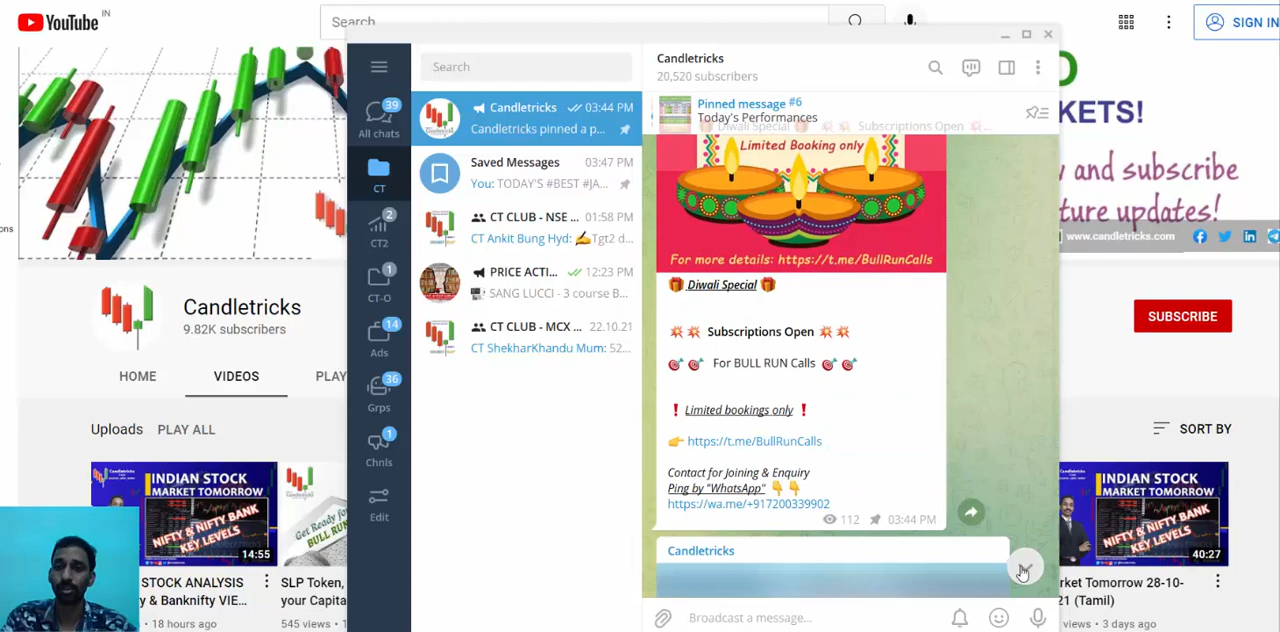 YouTube IN
Search
SIGN IN
KETS!
and subscribe
ture updates!
www.candletricks.com
Candletricks
9.82K subscribers
HOME
VIDEOS
PLAY
Uploads
PLAY ALL
SORT BY
SUBSCRIBE
INDIAN STOCK
MARKET TOMORROW
NIFTY & NIFTY BANK
KEY LEVELS
14:55
STOCK ANALYSIS
y & Banknifty VIE...
18 hours ago
Get Ready for
BULL RUN
SLP Token,
your Capita
545 views
INDIAN STOCK
MARKET TOMORROW
NIFTY & NIFTY BANK
KEY LEVELS
40:27
rket Tomorrow 28-10-
21 (Tamil)
views • 3 days ago
39
All chats
CT
2
CT2
1
CT-O
14
Ads
36
Grps
1
Chnls
Edit
Search
Candletricks
03:44 PM
Candletricks pinned a p...
Saved Messages
03:47 PM
You: TODAY'S #BEST #JA...
CT CLUB - NSE ...
01:58 PM
CT Ankit Bung Hyd: ✍️Tgt2 d...
PRICE ACTI...
12:23 PM
SANG LUCCI - 3 course B...
CT CLUB - MCX ...
22.10.21
CT ShekharKhandu Mum: 52...
Candletricks
20,520 subscribers
Pinned message #6
Today's Performances
Diwali Special 🎁 💥 💥 Subscriptions Open 💥 ...
Limited Booking only
For more details: https://t.me/BullRunCalls
🎁 Diwali Special 🎁
💥 💥 Subscriptions Open 💥 💥
🎯 🎯 For BULL RUN Calls 🎯 🎯
❗ Limited bookings only ❗
👉 https://t.me/BullRunCalls
Contact for Joining & Enquiry
Ping by "WhatsApp" 👇 👇
https://wa.me/+917200339902
112
03:44 PM
Candletricks
Broadcast a message...